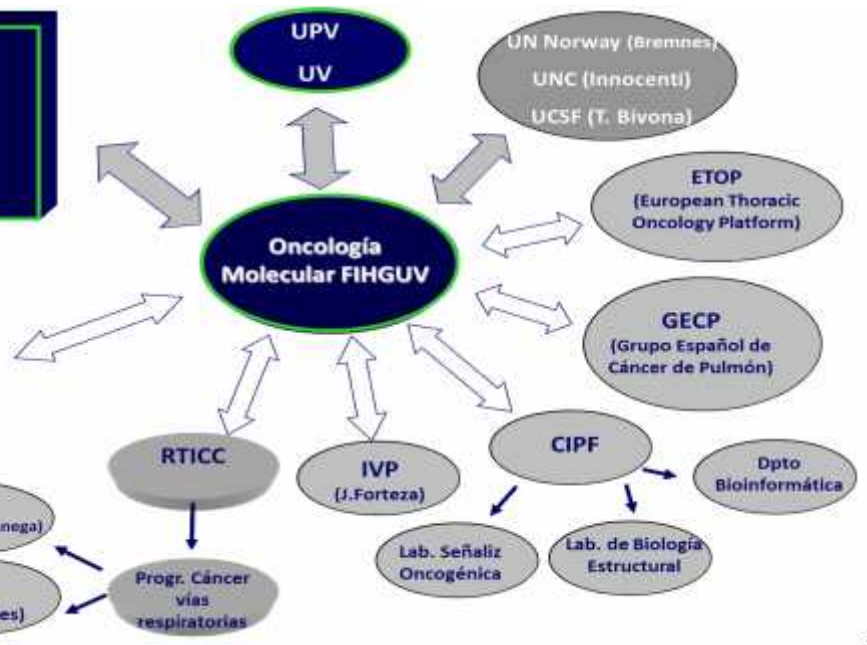 UPV
UV
UN Norway (Bremnes)
UNC (Innocenti)
UCSF (T. Bivona)
ETOP
(European Thoracic
Oncology Platform)
Oncología
Molecular FIHGUV
GECP
(Grupo Español de
Cáncer de Pulmón)
RTICC
IVP
(J.Forteza)
CIPF
Dpto
Bioinformática
Lab. Señaliz
Oncogénica
Lab. de Biología
Estructural
Progr. Cáncer
vías
respiratorias